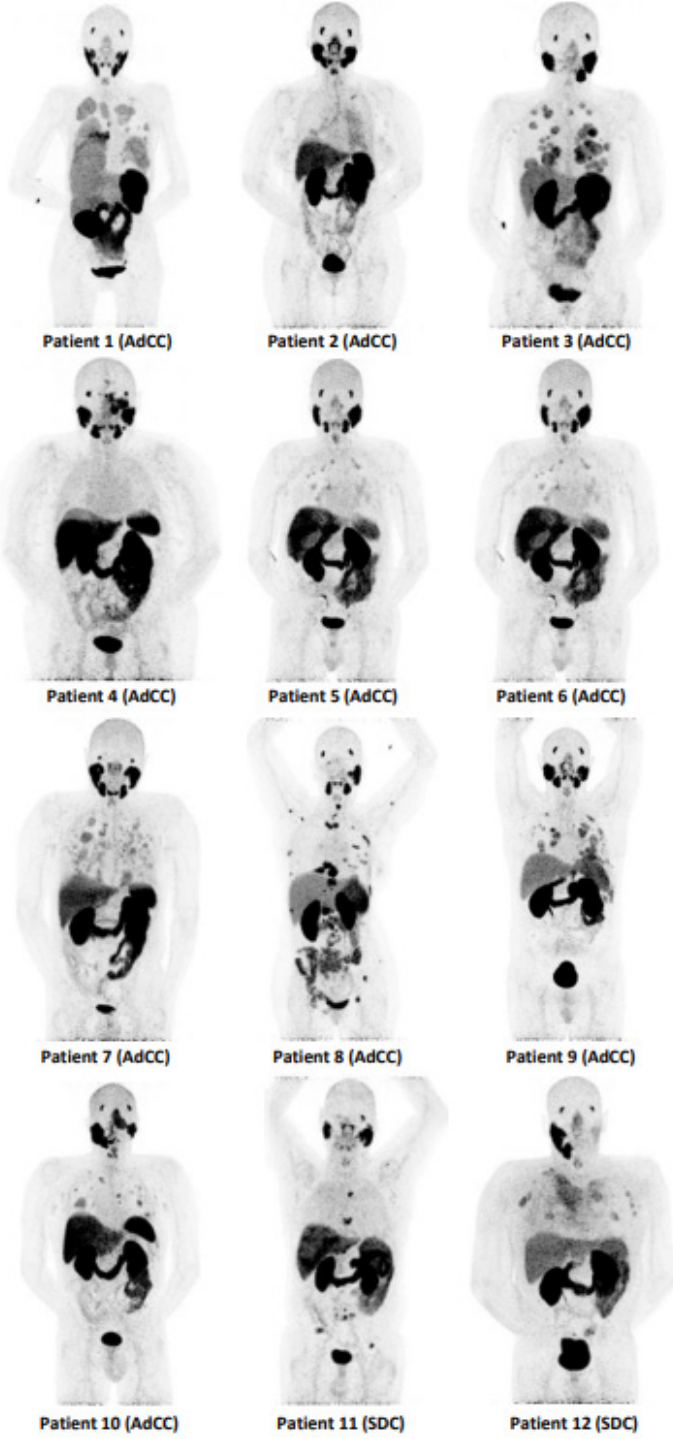 Patient 1 (AdCC)
Patient 2 (AdCC)
Patient 3 (AdCC)
Patient 4 (AdCC)
Patient 5 (AdCC)
Patient 6 (AdCC)
Patient 7 (AdCC)
Patient 8 (AdCC)
Patient 9 (AdCC)
Patient 10 (AdCC)
Patient 11 (SDC)
Patient 12 (SDC)